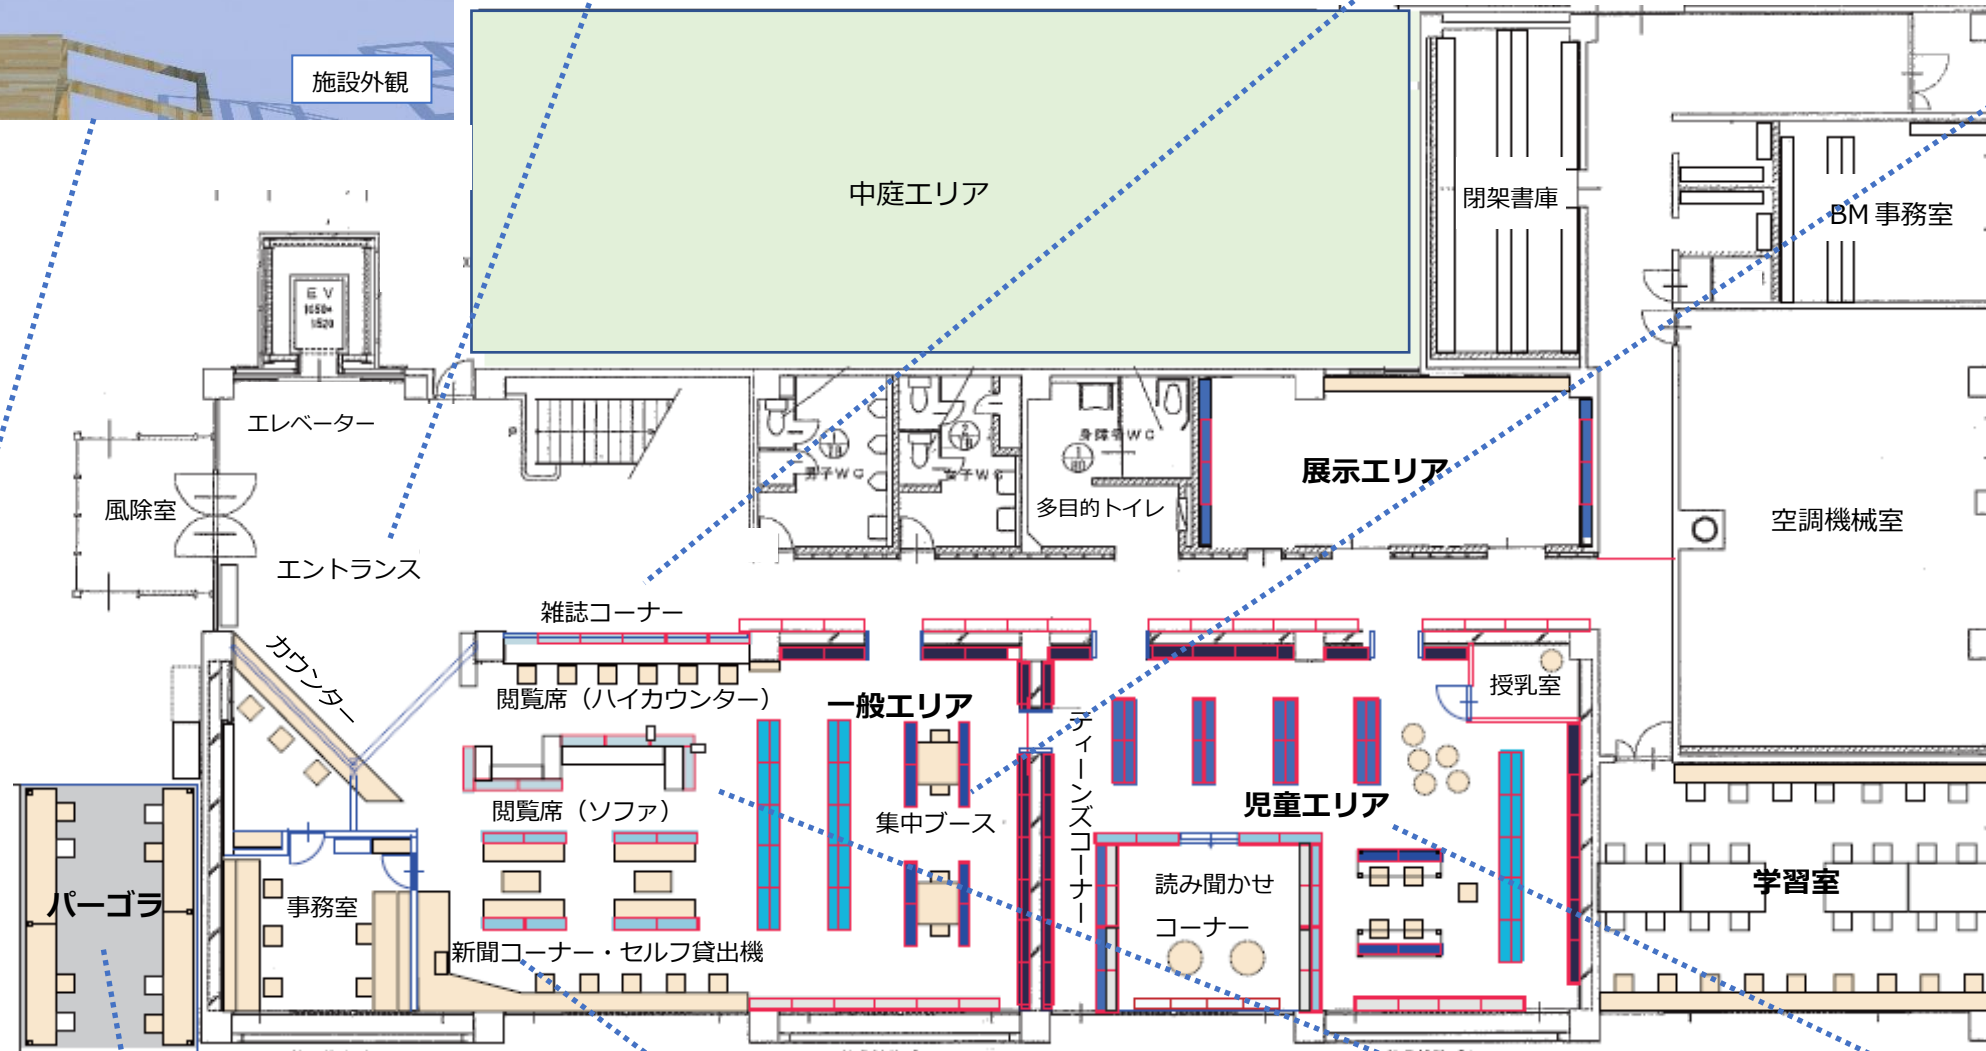 施設外観
中庭エリア
閉架書庫
BM 事務室
E V
1650×
1520
エレベーター
風除室
エントランス
男子WC
女子WC
身障者WC
多目的トイレ
展示エリア
空調機械室
雑誌コーナー
カウンター
閲覧席（ハイカウンター）
一般エリア
ティーンズコーナー
授乳室
閲覧席（ソファ）
集中ブース
児童エリア
パーゴラ
事務室
読み聞かせ
コーナー
学習室
新聞コーナー・セルフ貸出機